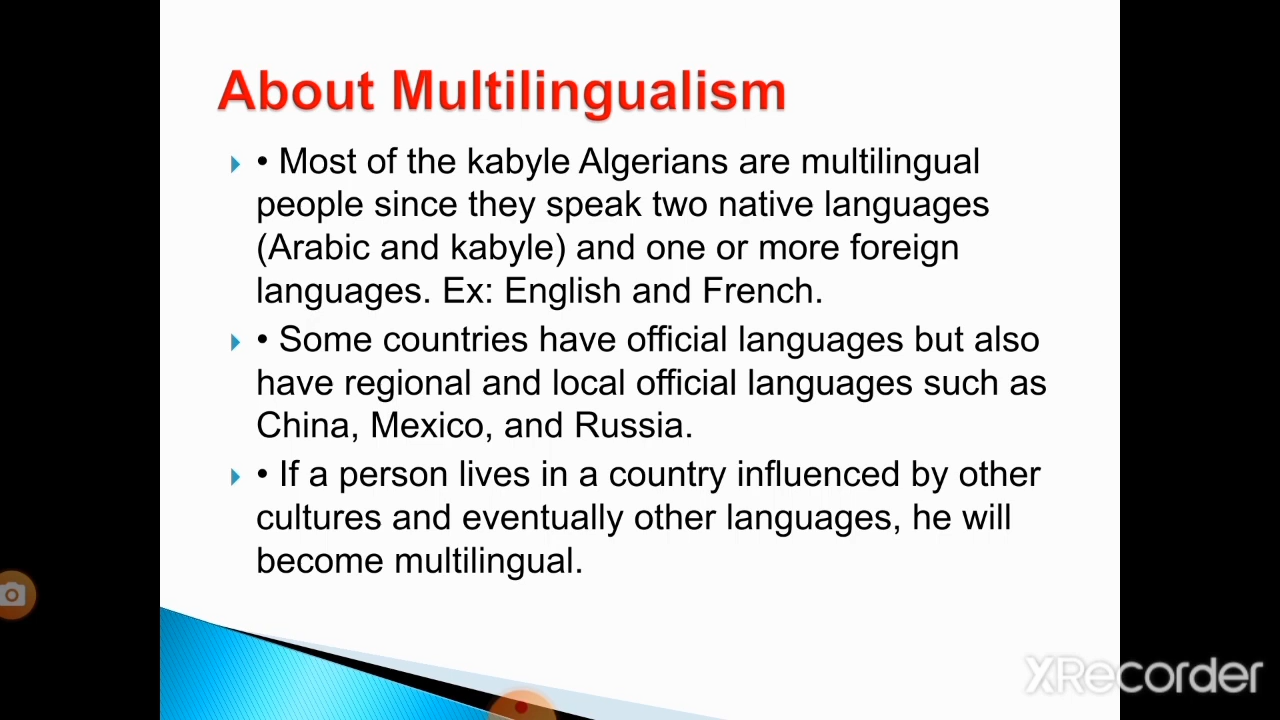 About Multilingualism
• Most of the kabyle Algerians are multilingual
people since they speak two native languages
(Arabic and kabyle) and one or more foreign
languages. Ex: English and French.
• Some countries have official languages but also
have regional and local official languages such as
China, Mexico, and Russia.
• If a person lives in a country influenced by other
cultures and eventually other languages, he will
become multilingual.
XRecorder